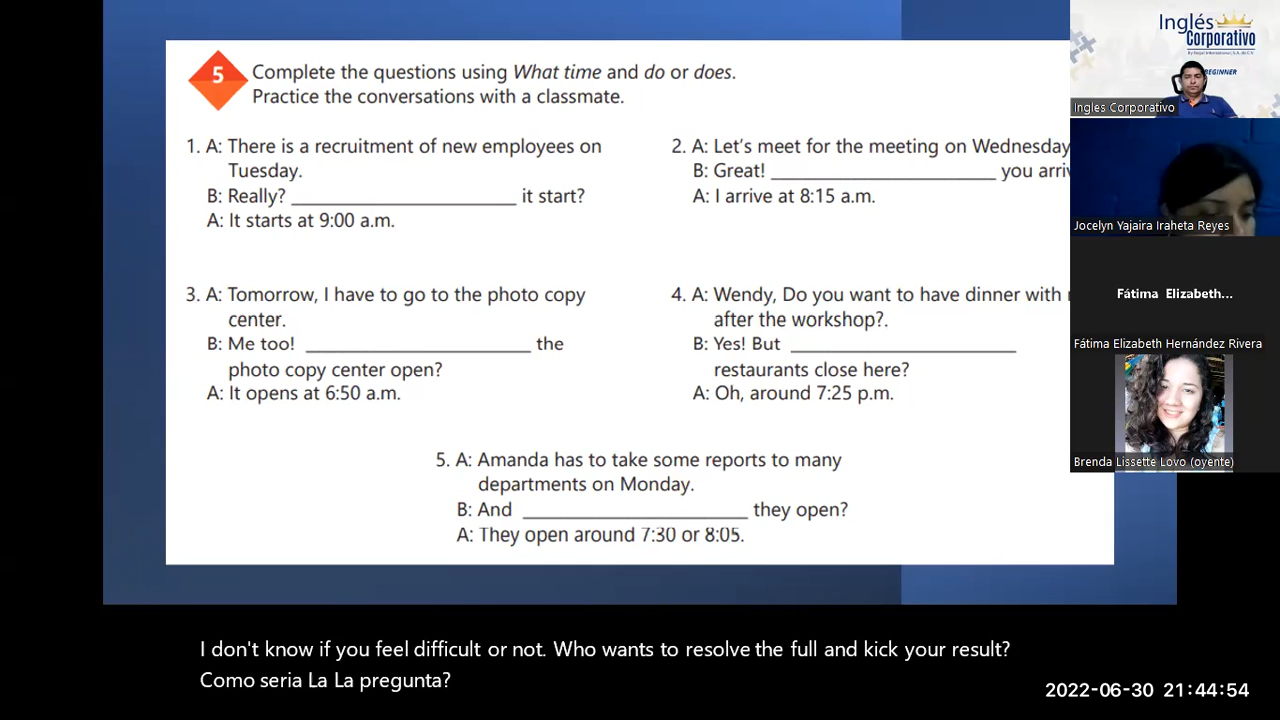 5
Complete the questions using What time and do or does.
Practice the conversations with a classmate.
1. A: There is a recruitment of new employees on
Tuesday.
B: Really? ____________________ it start?
A: It starts at 9:00 a.m.
2. A: Let's meet for the meeting on Wednesday
B: Great! ____________________ you arri
A: I arrive at 8:15 a.m.
3. A: Tomorrow, I have to go to the photo copy
center.
B: Me too! ____________________ the
photo copy center open?
A: It opens at 6:50 a.m.
4. A: Wendy, Do you want to have dinner with
after the workshop?.
B: Yes! But ____________________
restaurants close here?
A: Oh, around 7:25 p.m.
5. A: Amanda has to take some reports to many
departments on Monday.
B: And ____________________ they open?
A: They open around 7:30 or 8:05.
Inglés
Corporativo
BEGINNER
Ingles Corporativo
Jocelyn Yajaira Iraheta Reyes
Fátima Elizabeth...
Fátima Elizabeth Hernández Rivera
Brenda Lissette Lovo (oyente)
I don't know if you feel difficult or not. Who wants to resolve the full and kick your result?
Como seria La La pregunta?
2022-06-30 21:44:54